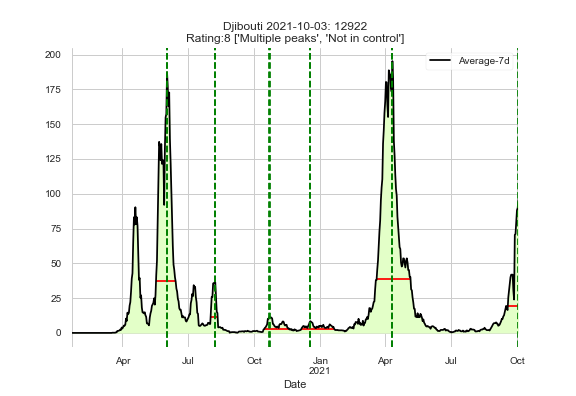 Djibouti 2021-10-03: 12922
Rating:8 ['Multiple peaks', 'Not in control']
Average-7d
200
175
150
125
100
75
50
25
0
Apr Jul Oct Jan Apr Jul Oct
2021
Date